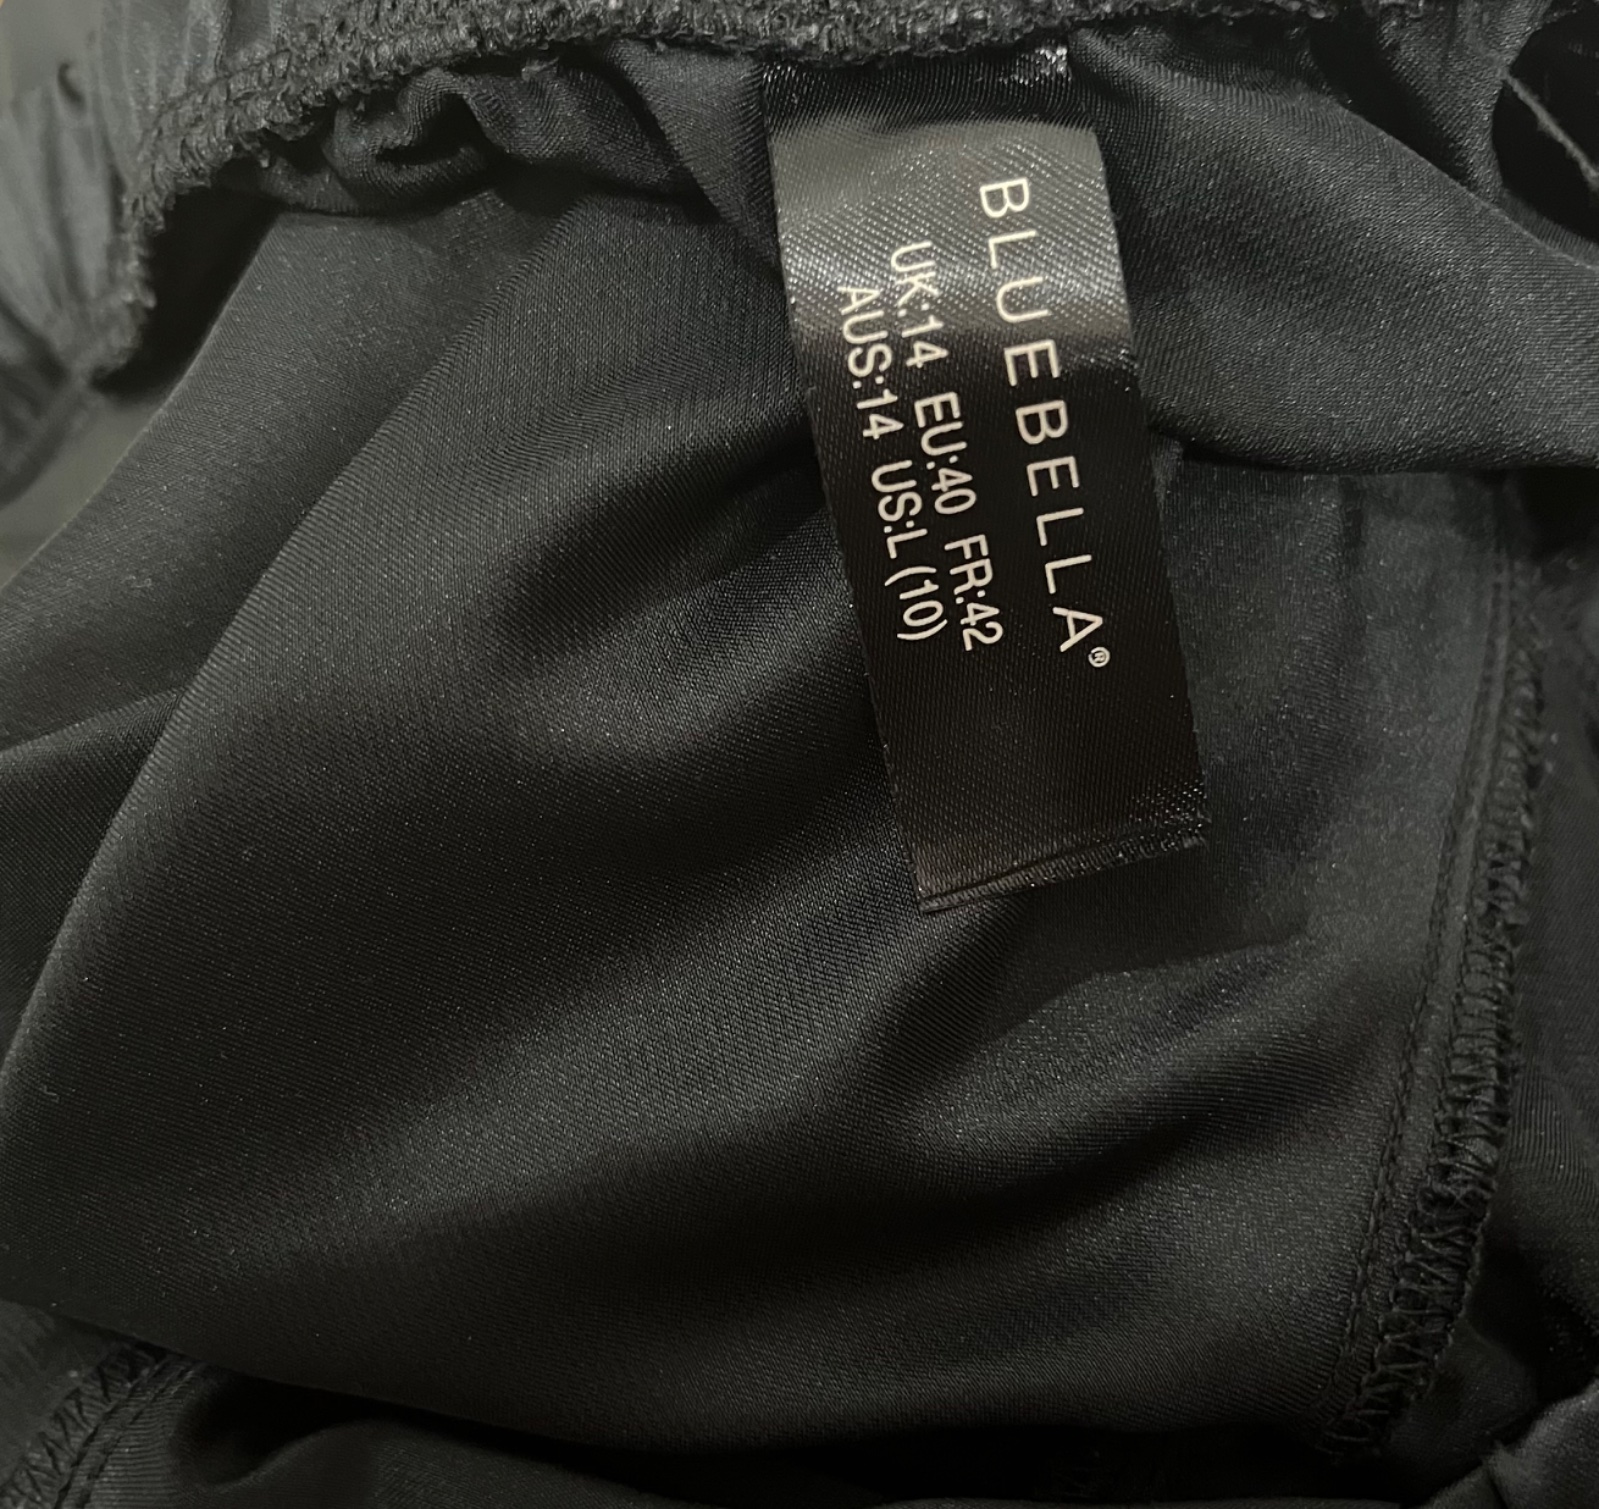 BLUEBELLA®
UK:14 EU:40 FR:42
AUS:14 US:L (10)